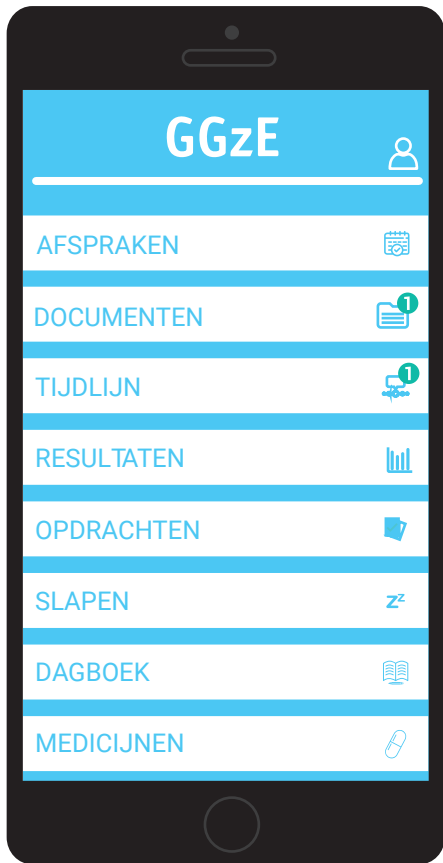 GGzE
AFSPRAKEN
DOCUMENTEN
1
TIJDLIJN
1
RESULTATEN
OPDRACHTEN
SLAPEN
zz
DAGBOEK
MEDICIJNEN